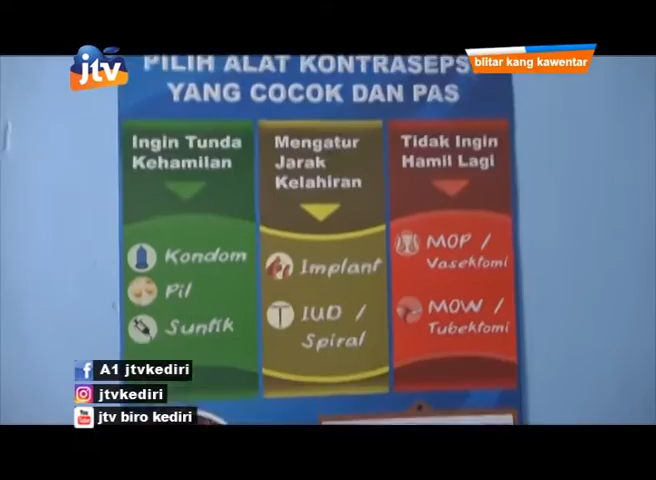 jtv
blitar kang kawentar
PILIH ALAT KONTRASEPSI
YANG COCOK DAN PAS
Ingin Tunda
Kehamilan
Kondom
Pil
Suntik
Mengatur
Jarak
Kelahiran
Implant
IUD /
Spiral
Tidak Ingin
Hamil Lagi
MOP /
Vasektomi
MOW /
Tubektomi
A1 jtvkediri
jtvkediri
jtv biro kediri